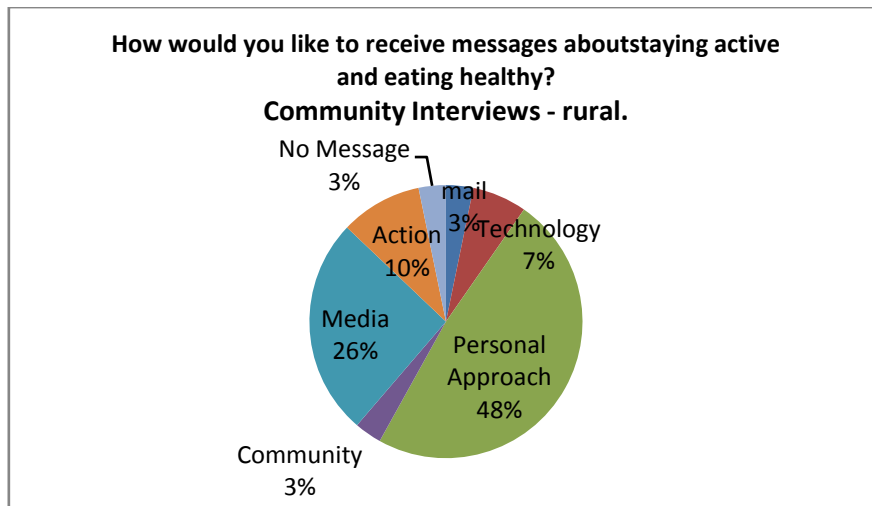 How would you like to receive messages aboutstaying active
and eating healthy?
Community Interviews - rural.
No Message
3%
mail
3%
Technology
7%
Action
10%
Media
26%
Personal
Approach
48%
Community
3%